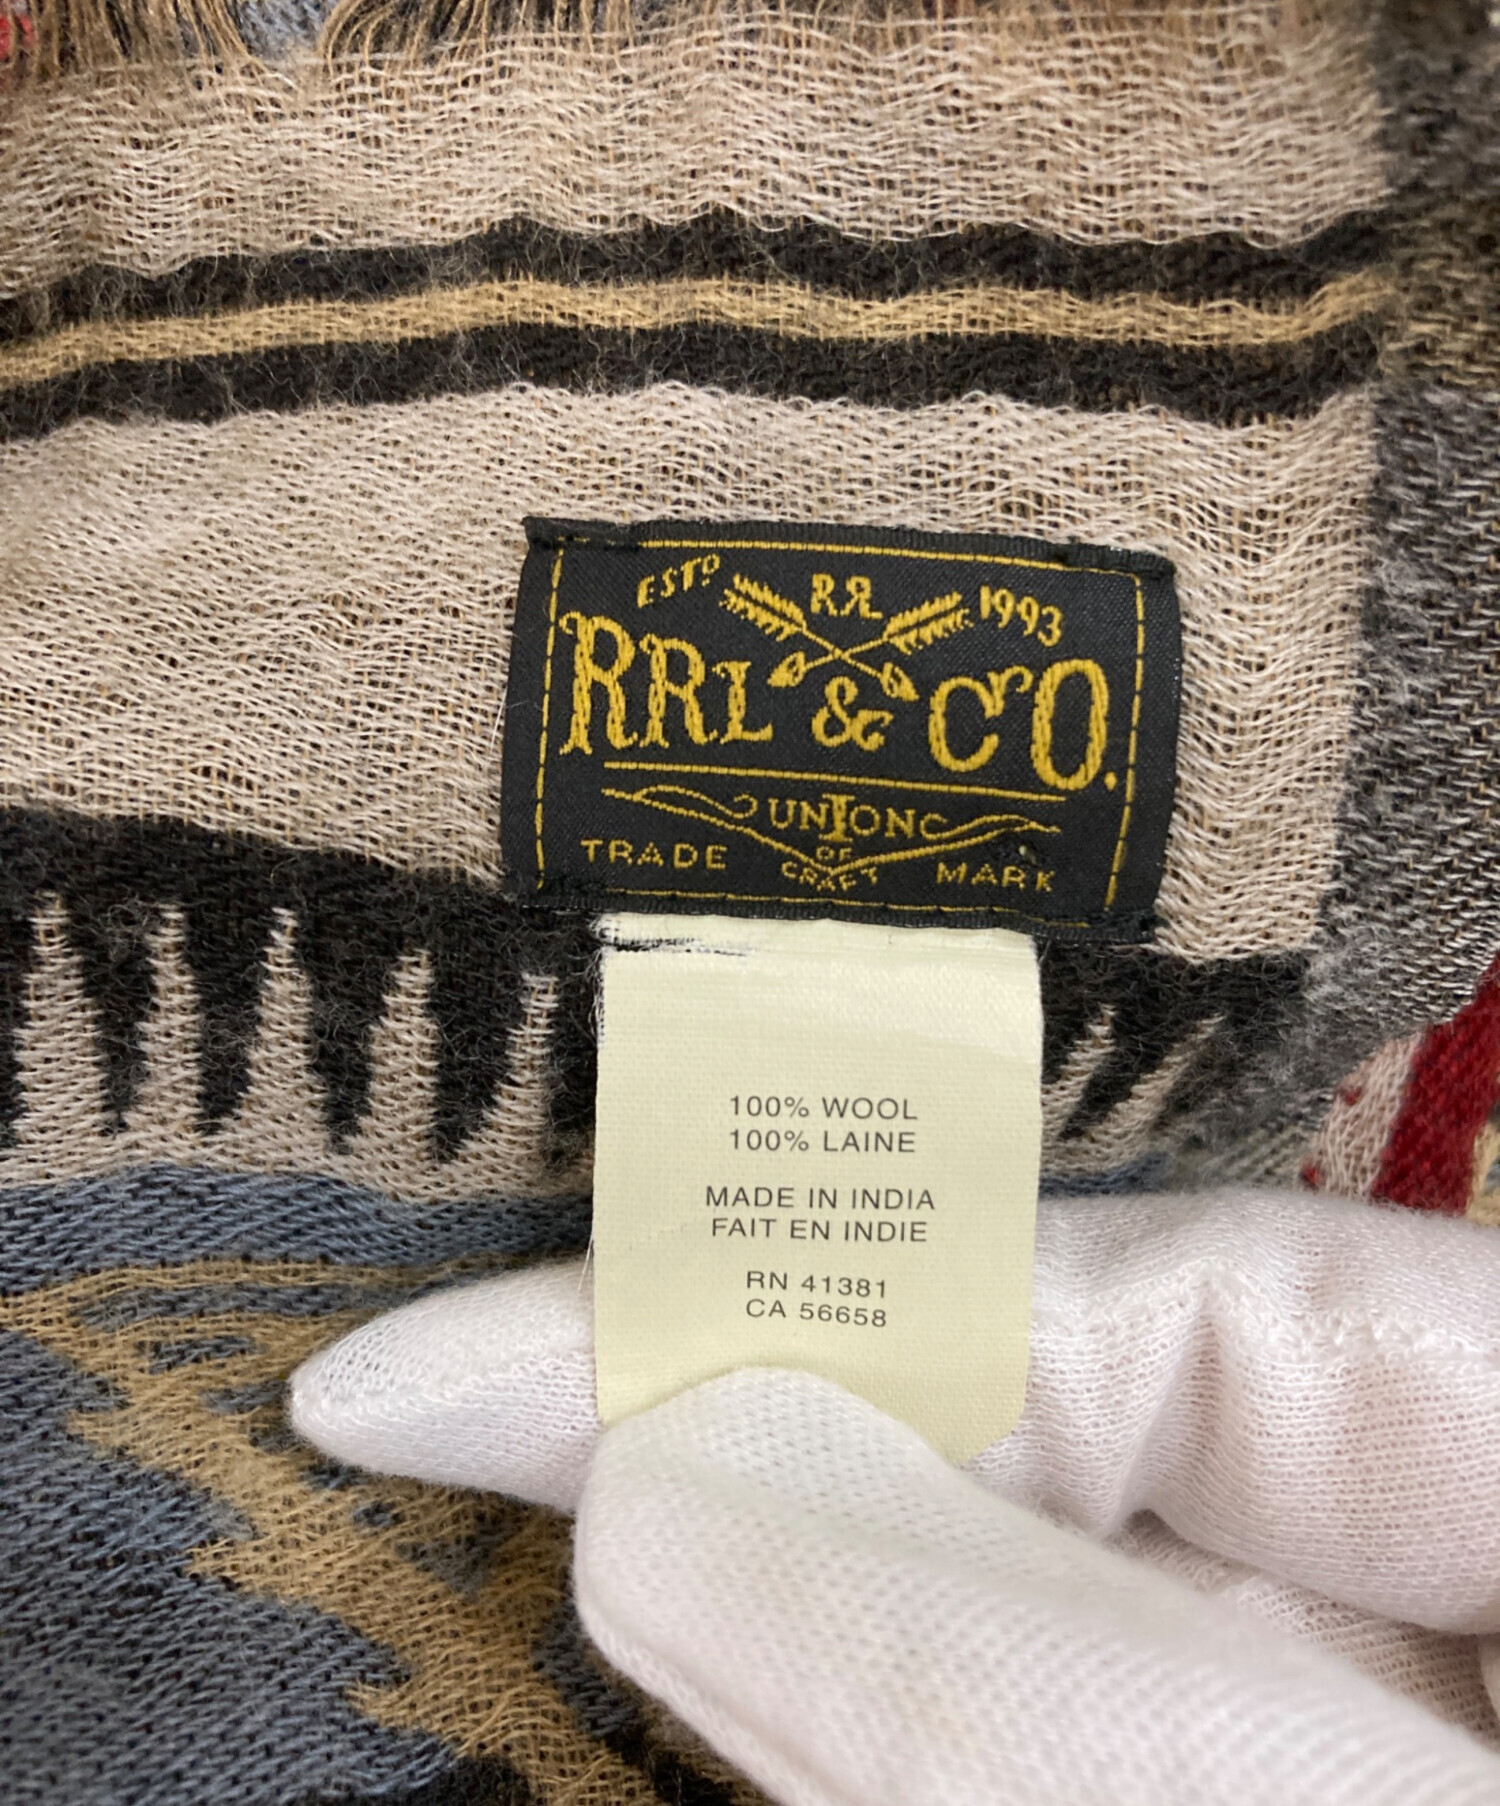 ESTD RR 1993
RRL & Co.
UNION
OF
CRAFT
TRADE MARK
100% WOOL
100% LAINE
MADE IN INDIA
FAIT EN INDIE
RN 41381
CA 56658